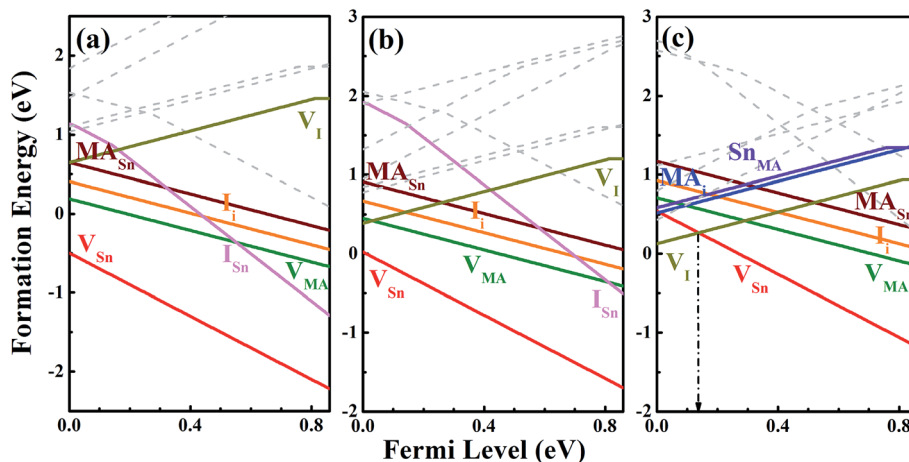 (a)
(b)
(c)
Formation Energy (eV)
2
1
0
-1
-2
0.0
0.4
0.8
V_I
MA_Sn
I_i
I_Sn
V_MA
V_Sn
3
2
1
0
-1
-2
0.0
0.4
0.8
MA_Sn
V_I
I_i
V_MA
V_Sn
I_Sn
3
2
1
0
-1
-2
0.0
0.4
0.8
Sn_MA
MA_i
MA_Sn
I_i
V_I
V_Sn
V_MA
Fermi Level (eV)